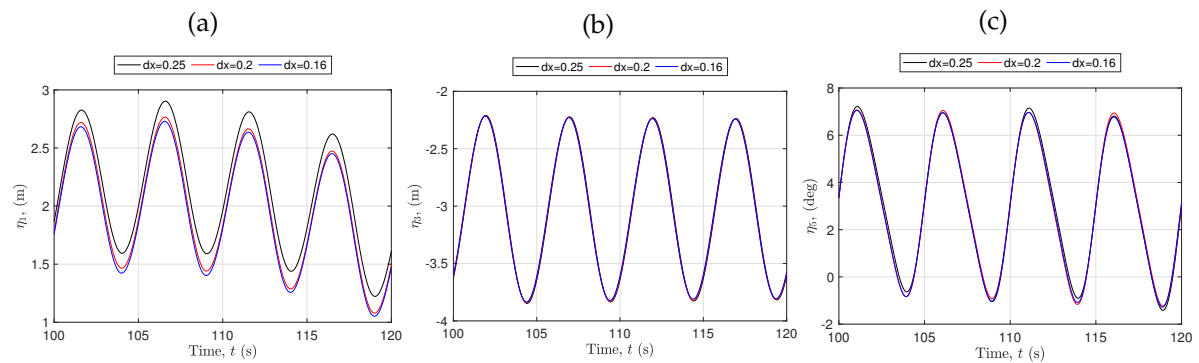 (a)
dx=0.25 dx=0.2 dx=0.16
3
2.5
2
1.5
1
η₁, (m)
100 105 110 115 120
Time, t (s)
(b)
dx=0.25 dx=0.2 dx=0.16
-2
-2.5
-3
-3.5
-4
η₃, (m)
100 105 110 115 120
Time, t (s)
(c)
dx=0.25 dx=0.2 dx=0.16
8
6
4
2
0
-2
η₅, (deg)
100 105 110 115 120
Time, t (s)